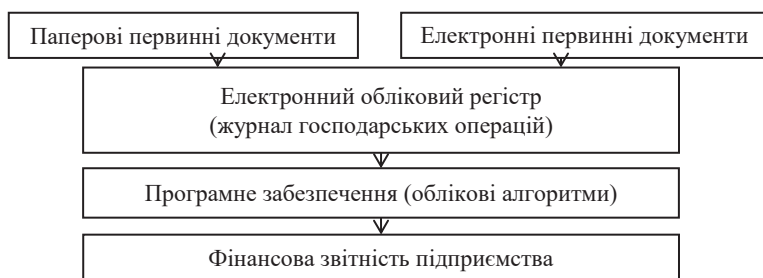 Паперові первинні документи
Електронні первинні документи
Електронний обліковий регістр
(журнал господарських операцій)
Програмне забезпечення (облікові алгоритми)
Фінансова звітність підприємства